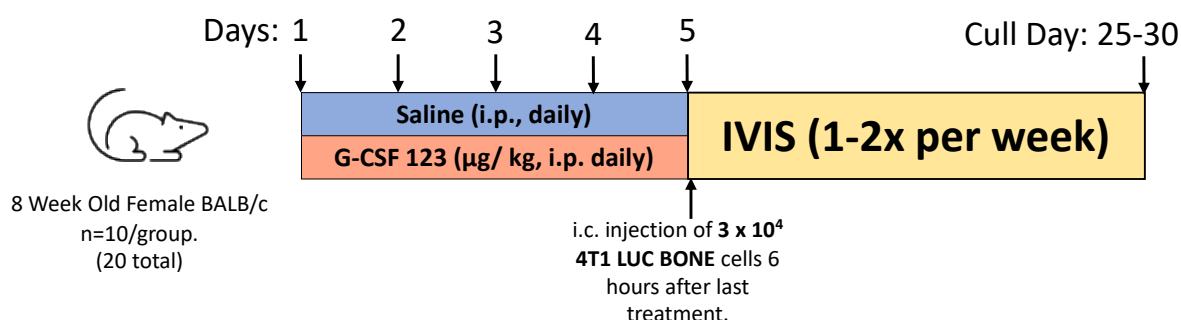 Days: 1 2 3 4 5 Cull Day: 25-30
Saline (i.p., daily)
G-CSF 123 (µg/ kg, i.p. daily)
IVIS (1-2x per week)
8 Week Old Female BALB/c
n=10/group.
(20 total)
i.c. injection of 3 x 10⁴
4T1 LUC BONE cells 6
hours after last
treatment.